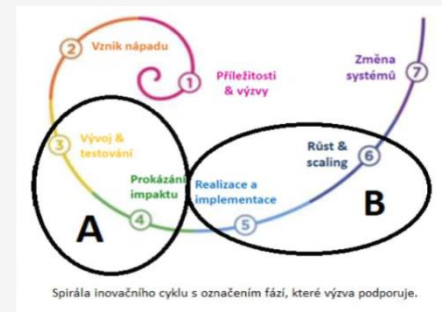 2
Vznik nápadu
1
Příležitosti
& výzvy
Změna
systémů
7
3
Vývoj &
testování
Růst &
scaling
6
Prokázání
impaktu
Realizace a
implementace
A
4
5
B
Spirála inovačního cyklu s označením fází, které výzva podporuje.